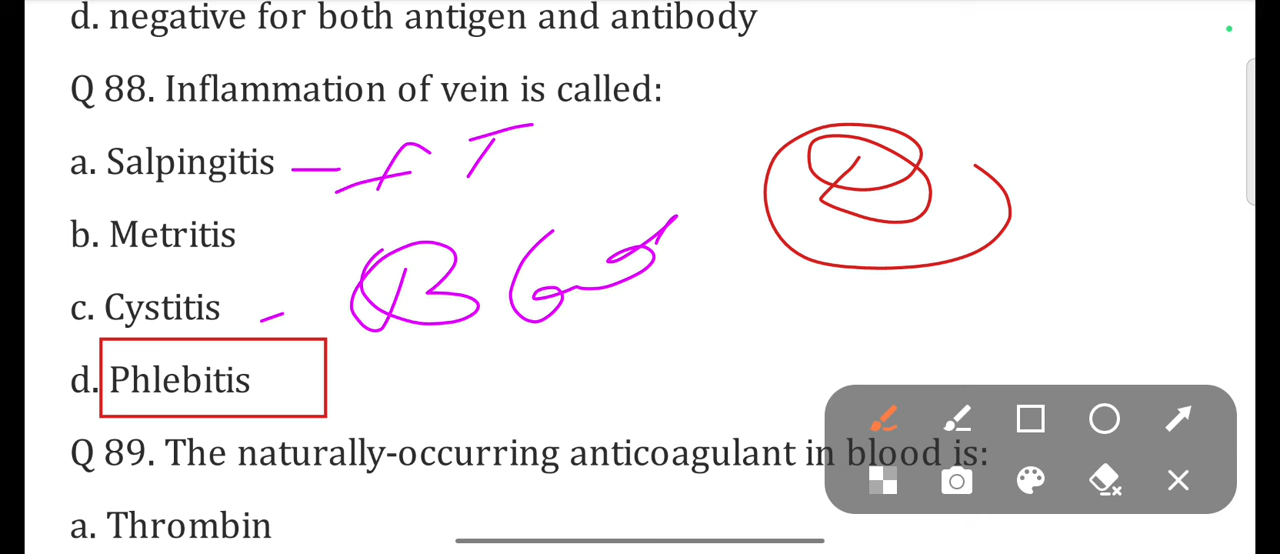 d. negative for both antigen and antibody
Q 88. Inflammation of vein is called:
a. Salpingitis — f T
b. Metritis
c. Cystitis -
d. Phlebitis
Q 89. The naturally-occurring anticoagulant in blood is:
a. Thrombin